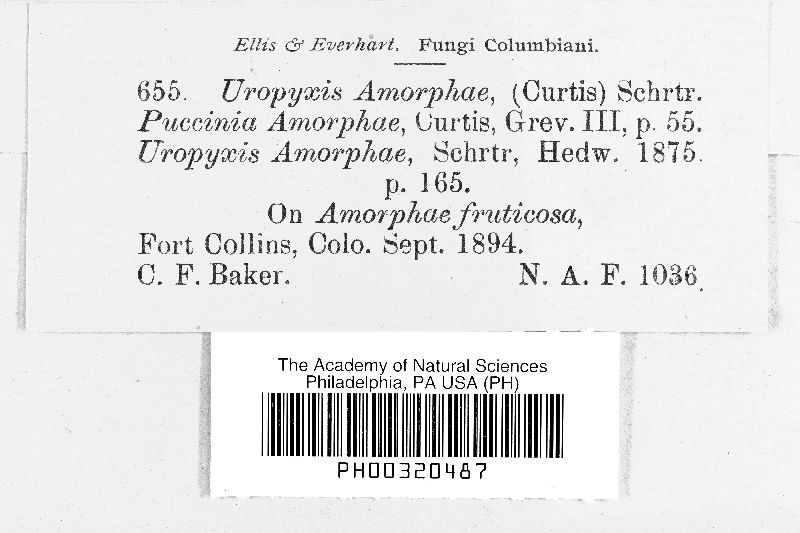 Ellis & Everhart. Fungi Columbiani.
655. Uropyxis Amorphae, (Curtis) Schrtr.
Puccinia Amorphae, Curtis, Grev. III, p. 55.
Uropyxis Amorphae, Schrtr, Hedw. 1875.
p. 165.
On Amorphae fruticosa,
Fort Collins, Colo. Sept. 1894.
C. F. Baker. N. A. F. 1036.
The Academy of Natural Sciences
Philadelphia, PA USA (PH)
PH00320487